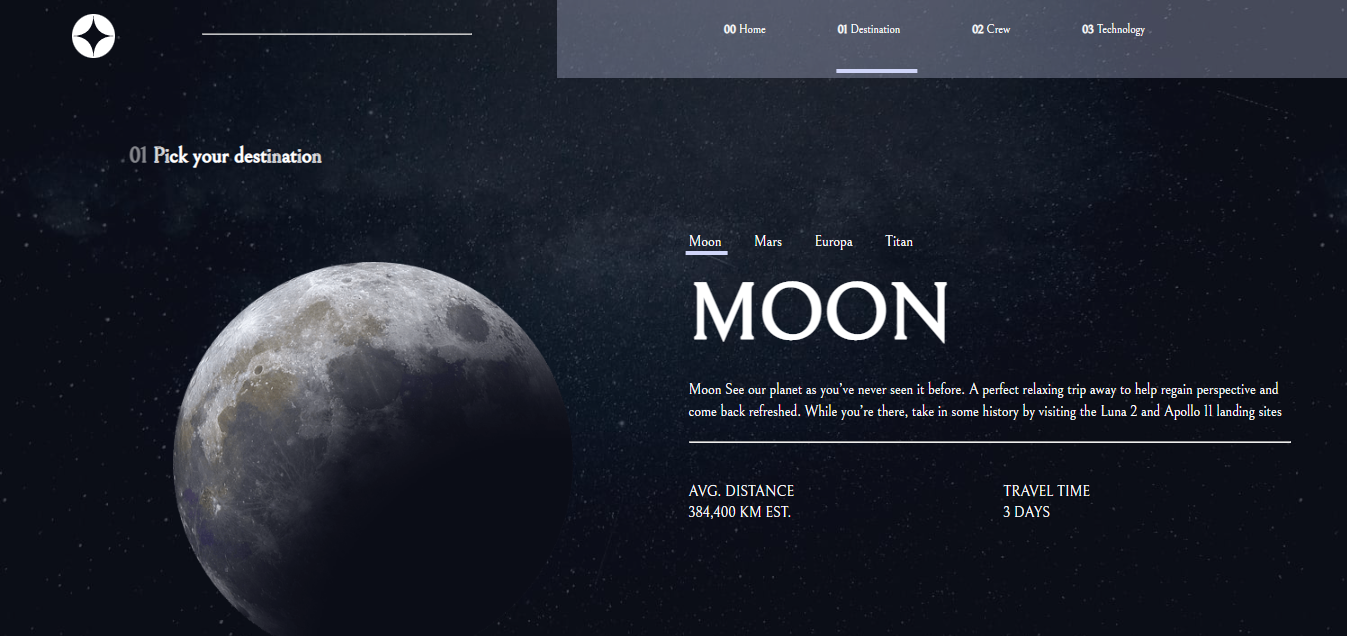 00 Home 01 Destination 02 Crew 03 Technology
01 Pick your destination
Moon Mars Europa Titan
MOON
Moon See our planet as you've never seen it before. A perfect relaxing trip away to help regain perspective and
come back refreshed. While you're there, take in some history by visiting the Luna 2 and Apollo 11 landing sites
AVG. DISTANCE
384,400 KM EST.
TRAVEL TIME
3 DAYS